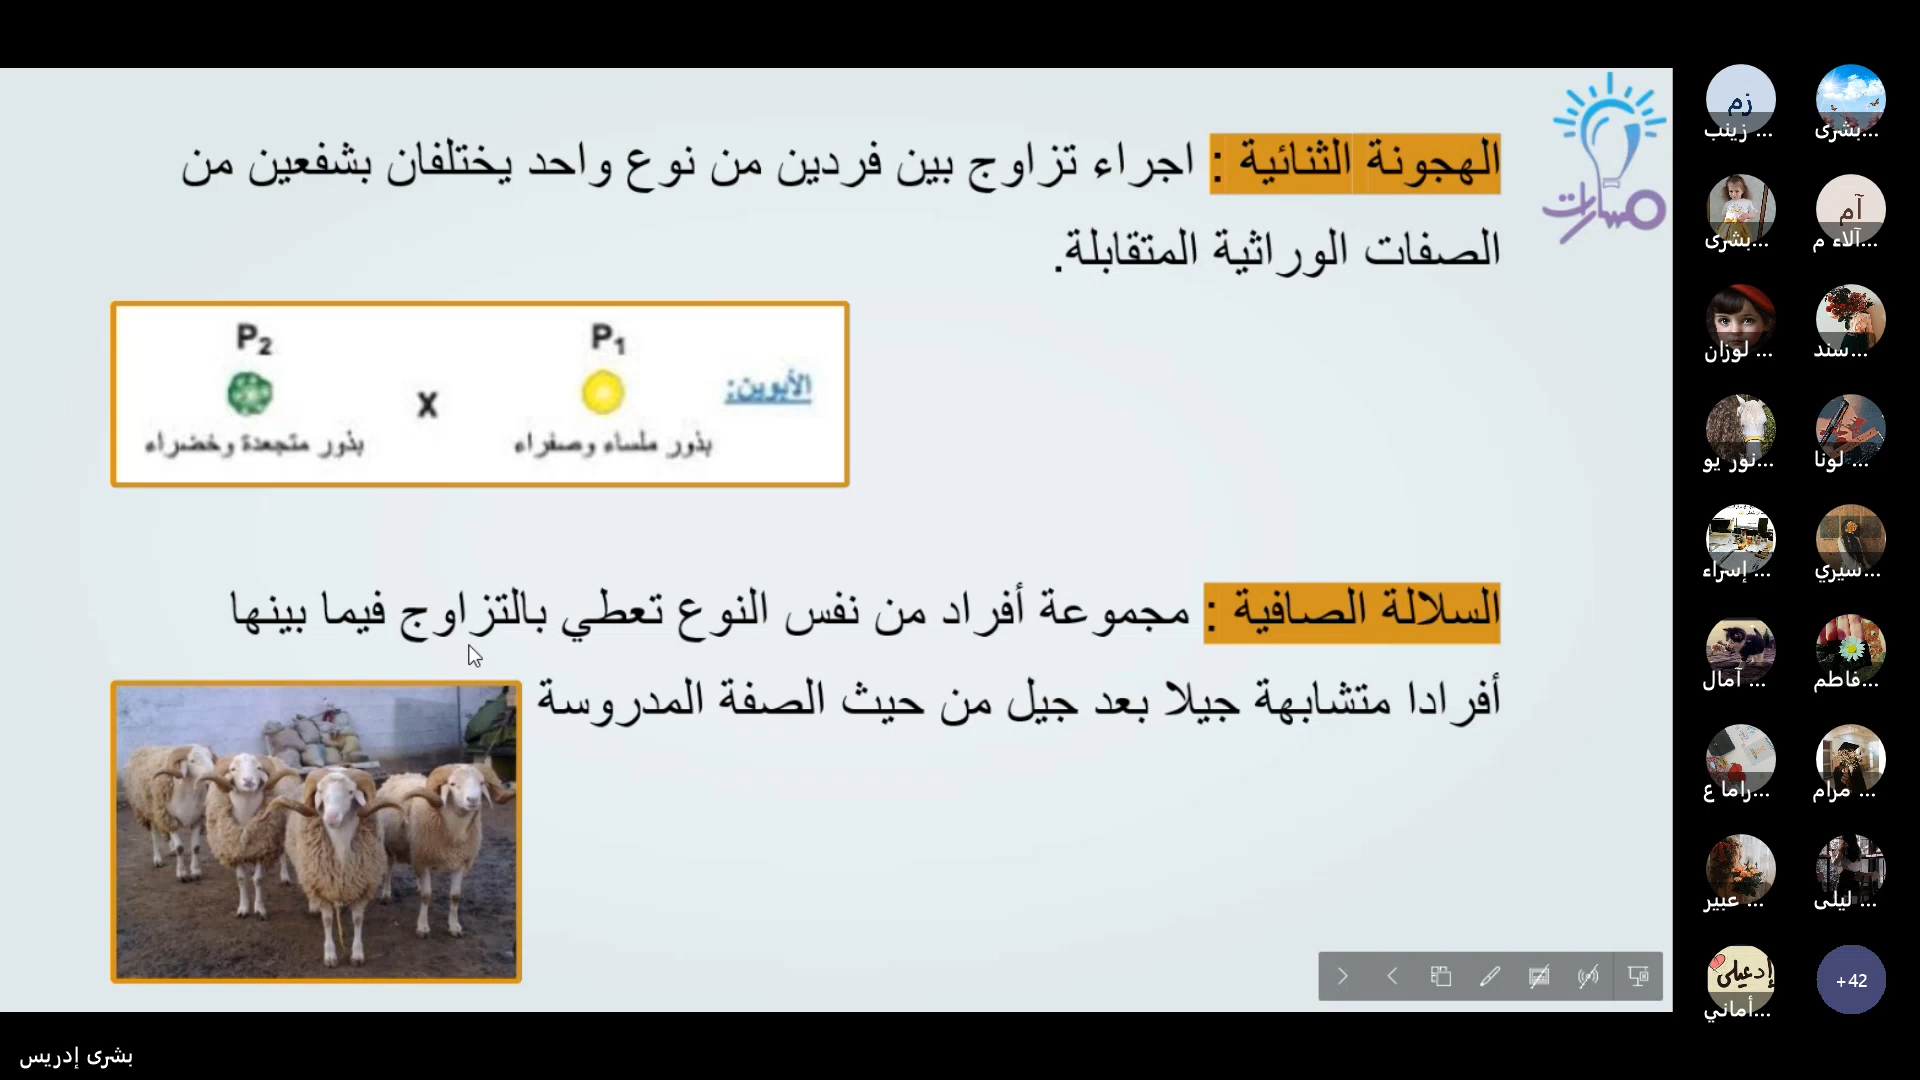 الهجونة الثنائية : اجراء تزاوج بين فردين من نوع واحد يختلفان بشفعين من
الصفات الوراثية المتقابلة.
P1
P2
الأبوين:
X
بذور ملساء وصفراء
بذور متجعدة وخضراء
السلالة الصافية : مجموعة أفراد من نفس النوع تعطي بالتزاوج فيما بينها
أفرادا متشابهة جيلا بعد جيل من حيث الصفة المدروسة
مسارات
زم
زينب ...
بشرى...
بشرى...
آم
آلاء م...
لوزان ...
سند...
نور يو...
لونا ...
إسراء ...
سيري...
آمال ...
فاطم...
راما ع...
مرام ...
عبير ...
ليلى ...
إدعيلي
أماني...
+42
بشرى إدريس